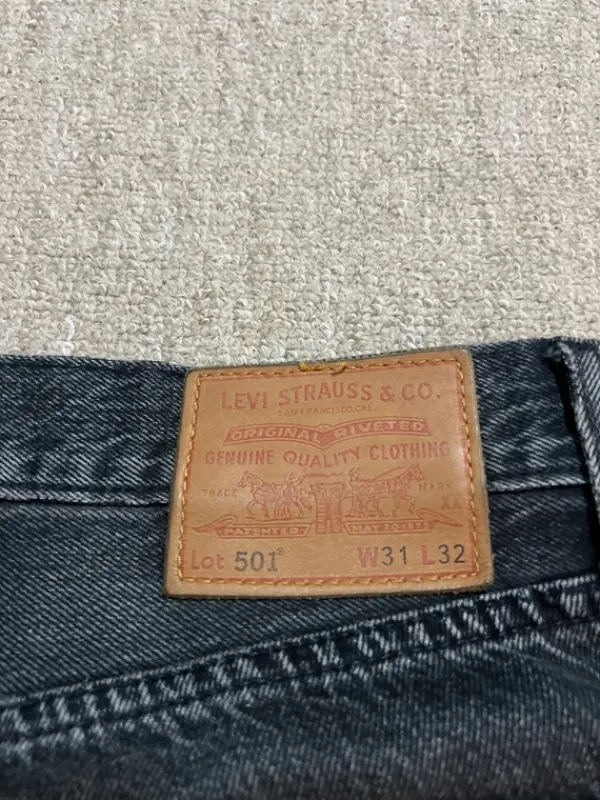 LEVI STRAUSS & CO.
SAN FRANCISCO, CAL.
ORIGINAL RIVETED
GENUINE QUALITY CLOTHING
TRADE MARK
XX
PATENTED MAY 20 1873
Lot 501® W31 L32